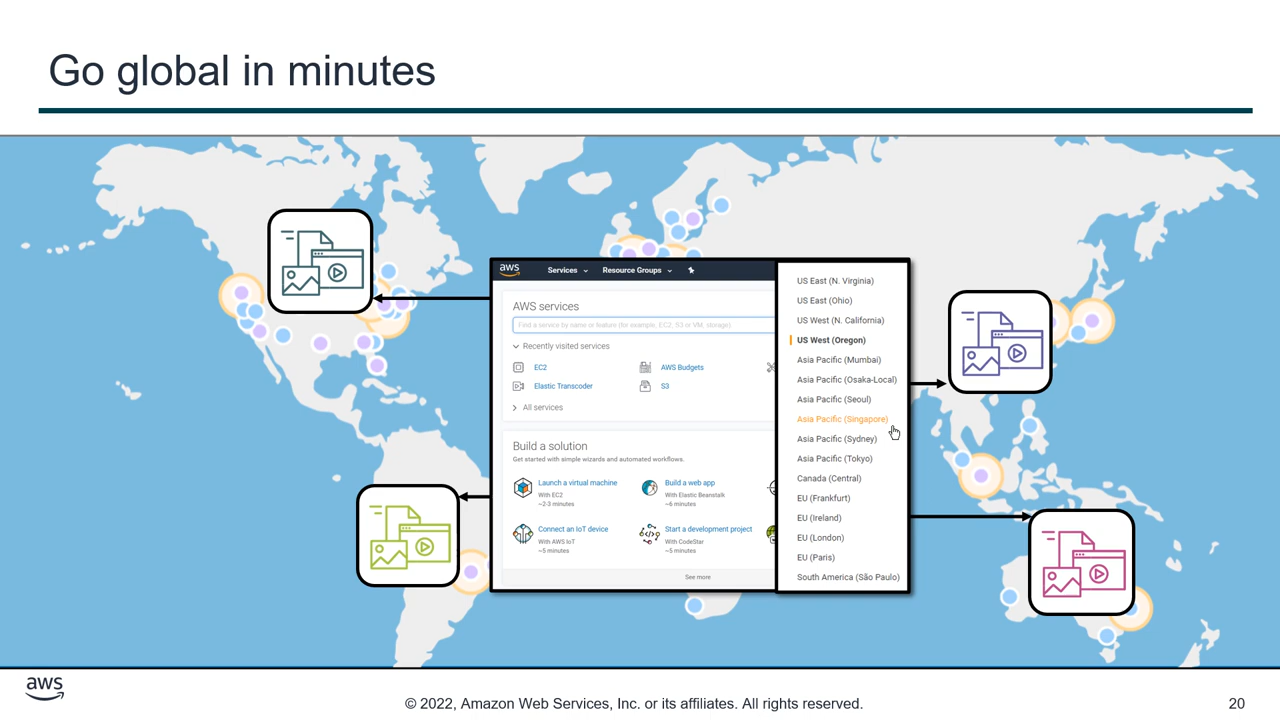 Go global in minutes
aws
Services
Resource Groups
AWS services
Find a service by name or feature (for example, EC2, S3 or VM, storage).
Recently visited services
EC2
AWS Budgets
Elastic Transcoder
S3
All services
Build a solution
Get started with simple wizards and automated workflows.
Launch a virtual machine
With EC2
~2-3 minutes
Build a web app
With Elastic Beanstalk
~6 minutes
Connect an IoT device
With AWS IoT
~5 minutes
Start a development project
With CodeStar
~5 minutes
See more
US East (N. Virginia)
US East (Ohio)
US West (N. California)
US West (Oregon)
Asia Pacific (Mumbai)
Asia Pacific (Osaka-Local)
Asia Pacific (Seoul)
Asia Pacific (Singapore)
Asia Pacific (Sydney)
Asia Pacific (Tokyo)
Canada (Central)
EU (Frankfurt)
EU (Ireland)
EU (London)
EU (Paris)
South America (São Paulo)
aws
© 2022, Amazon Web Services, Inc. or its affiliates. All rights reserved.
20